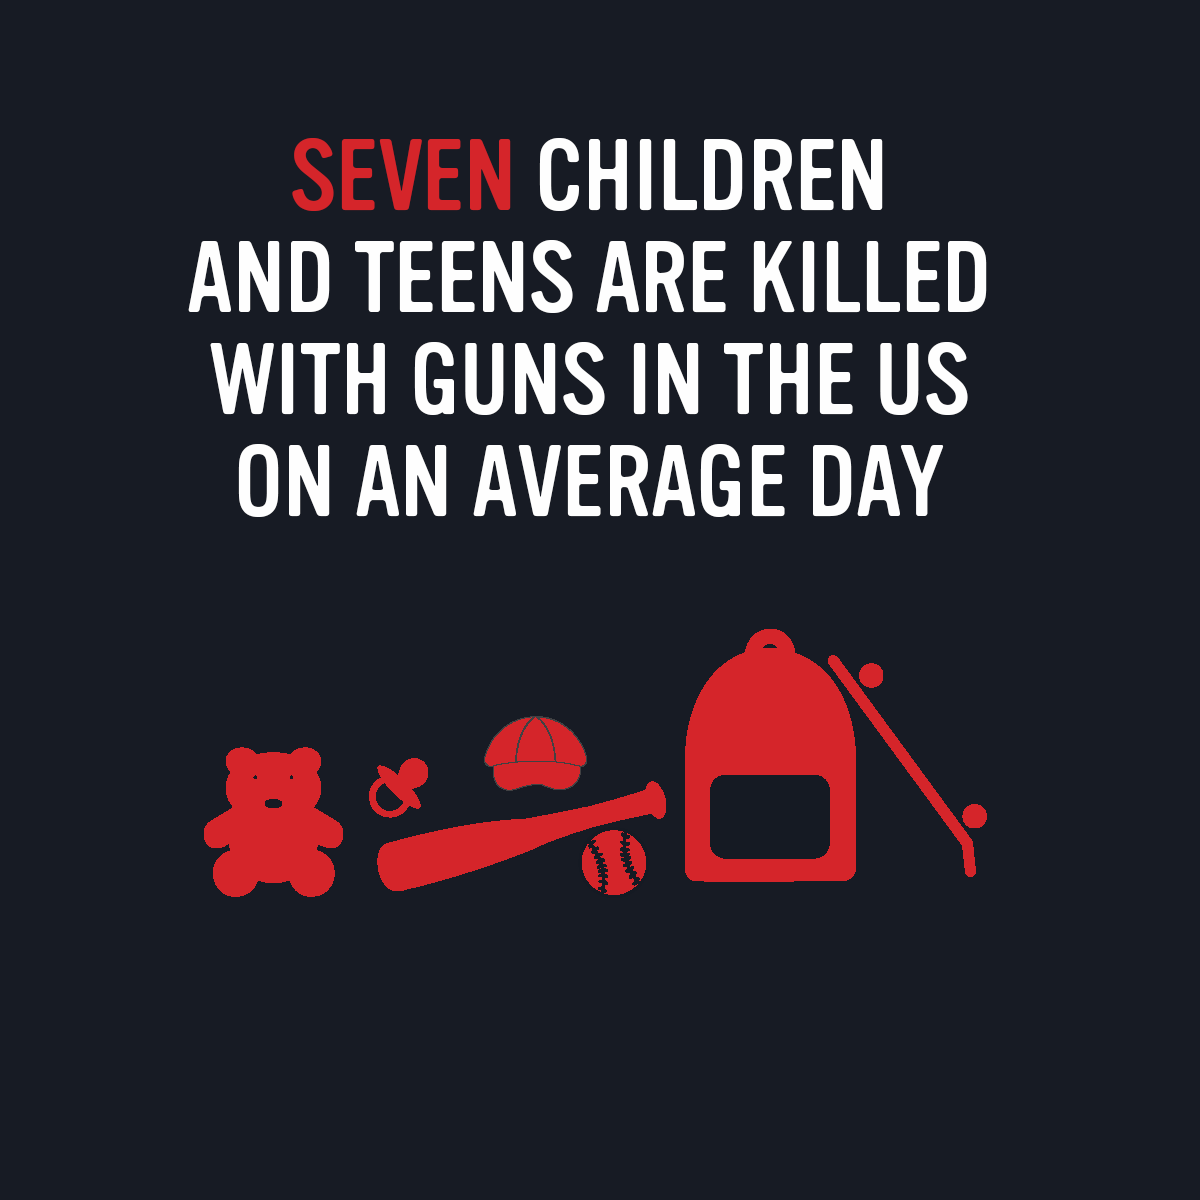 SEVEN CHILDREN
AND TEENS ARE KILLED
WITH GUNS IN THE US
ON AN AVERAGE DAY